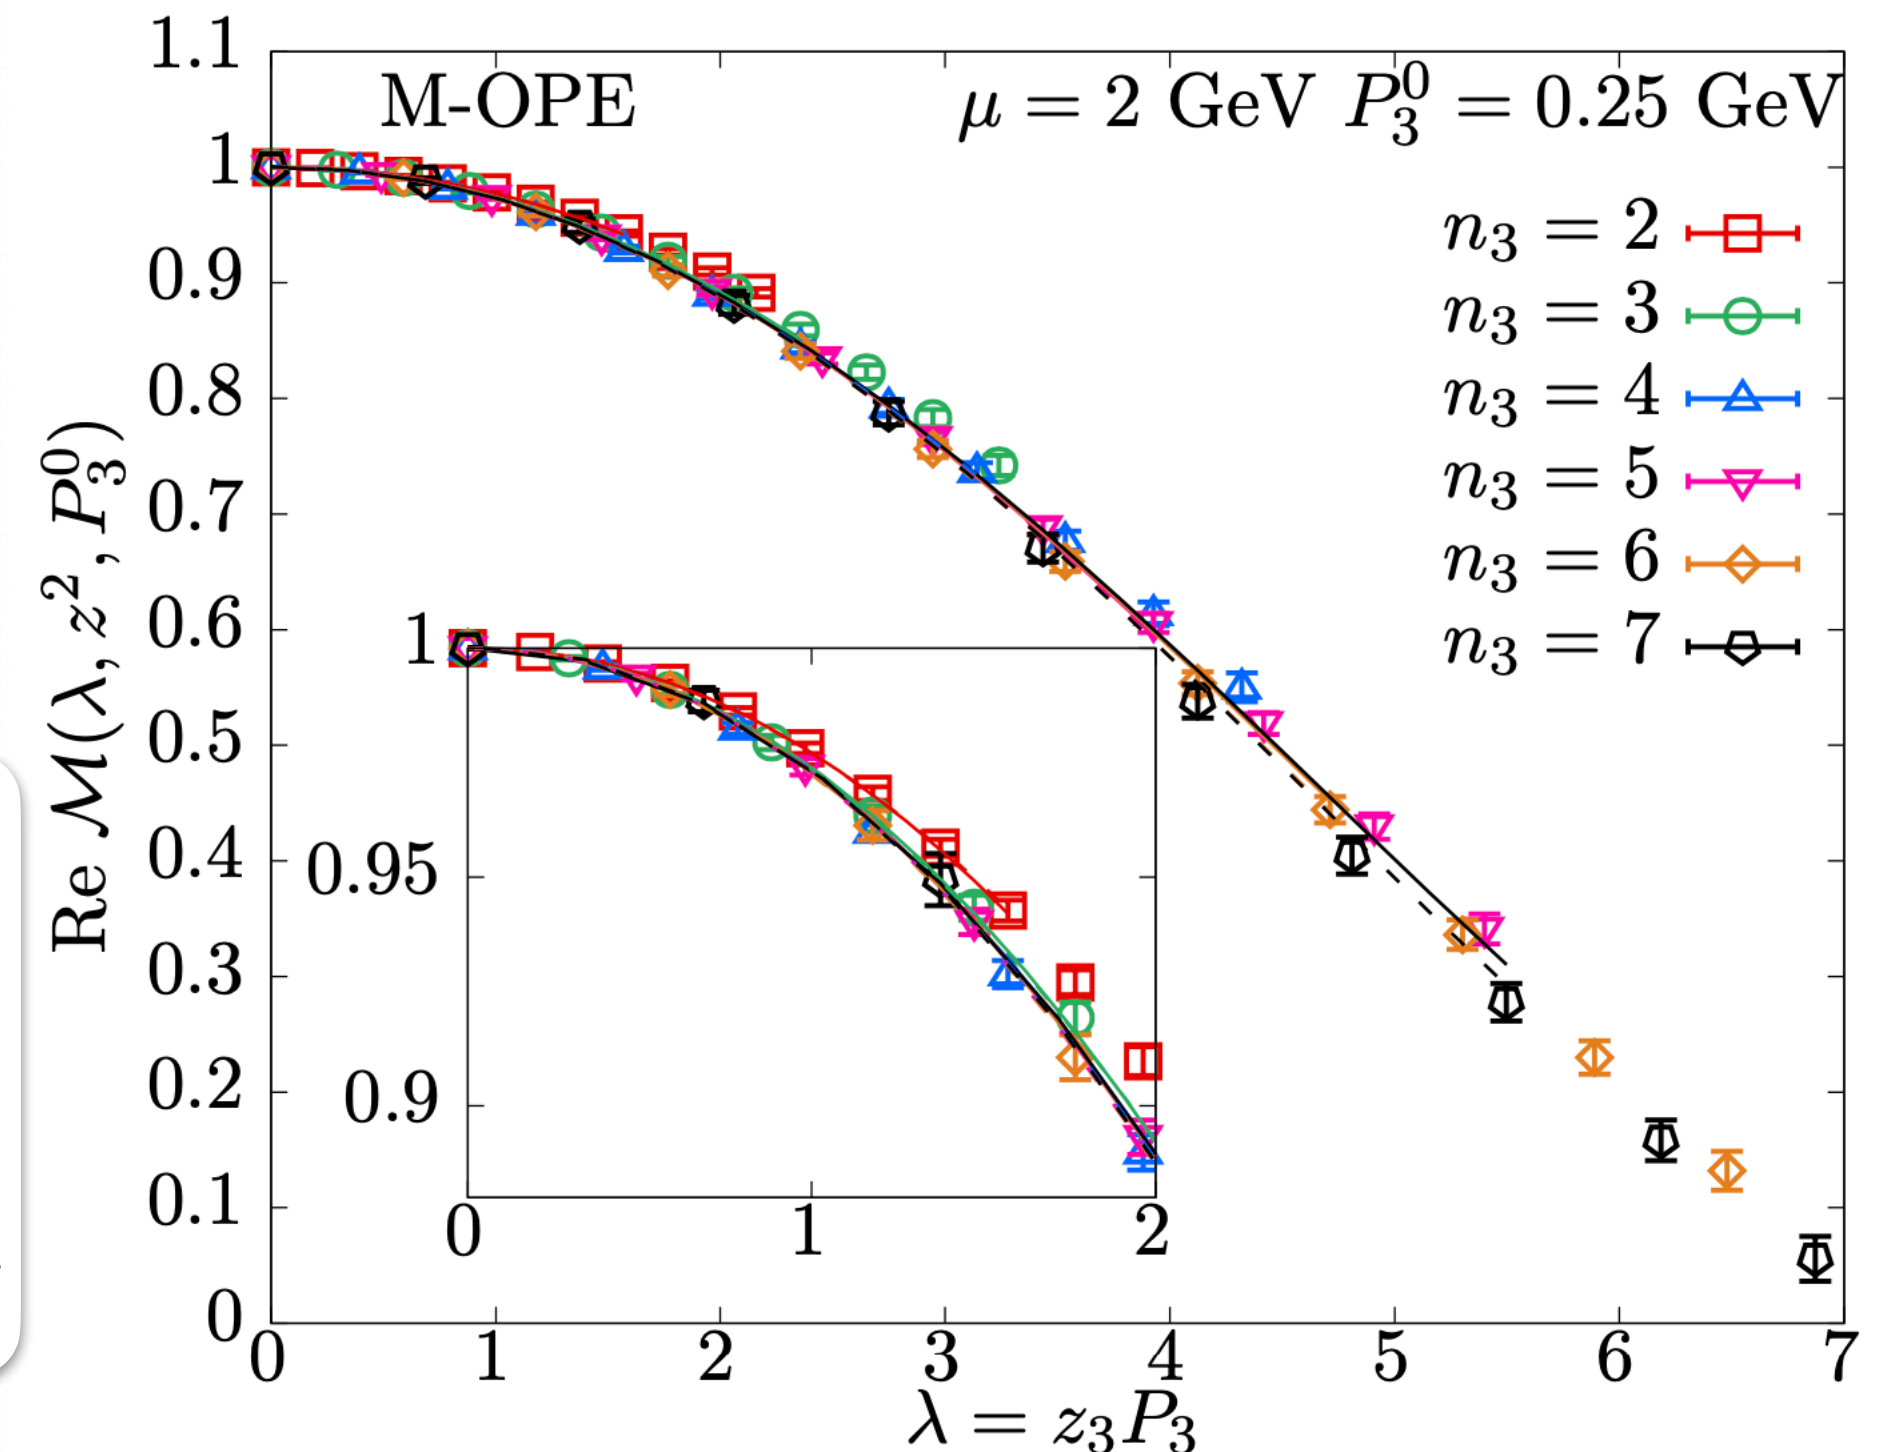 1.1
M-OPE
μ = 2 GeV P₃⁰ = 0.25 GeV
1
0.9
0.8
0.7
0.6
0.5
0.4
0.3
0.2
0.1
0
Re ℳ(λ, z², P₃⁰)
n₃ = 2
n₃ = 3
n₃ = 4
n₃ = 5
n₃ = 6
n₃ = 7
1
0.95
0.9
0 1 2
0 1 2 3 4 5 6 7
λ = z₃P₃